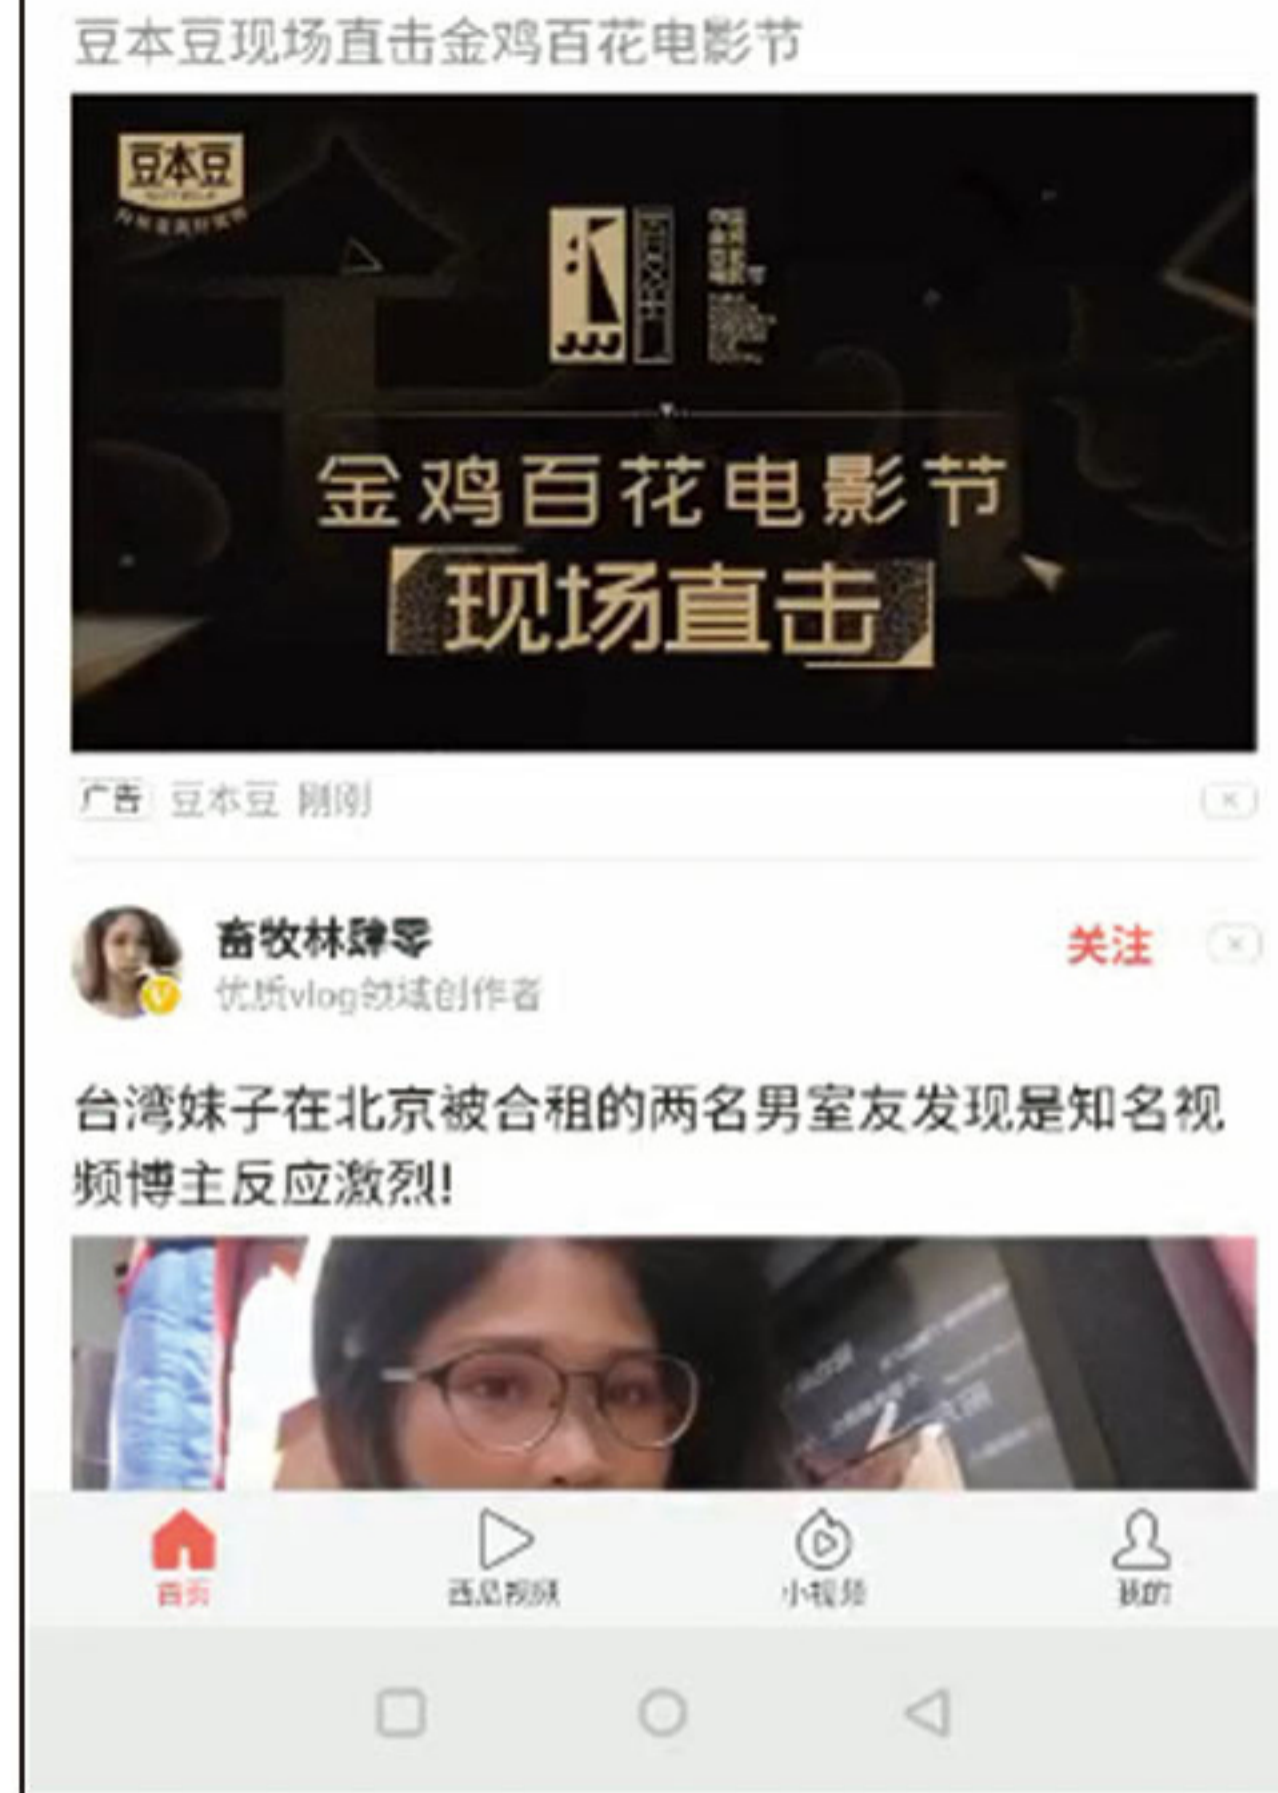 豆本豆现场直击金鸡百花电影节
豆本豆
金鸡百花电影节
现场直击
广告 豆本豆 刚刚
畜牧林肆零
关注
优质vlog领域创作者
台湾妹子在北京被合租的两名男室友发现是知名视
频博主反应激烈!
首页 西瓜视频 小视频 我的